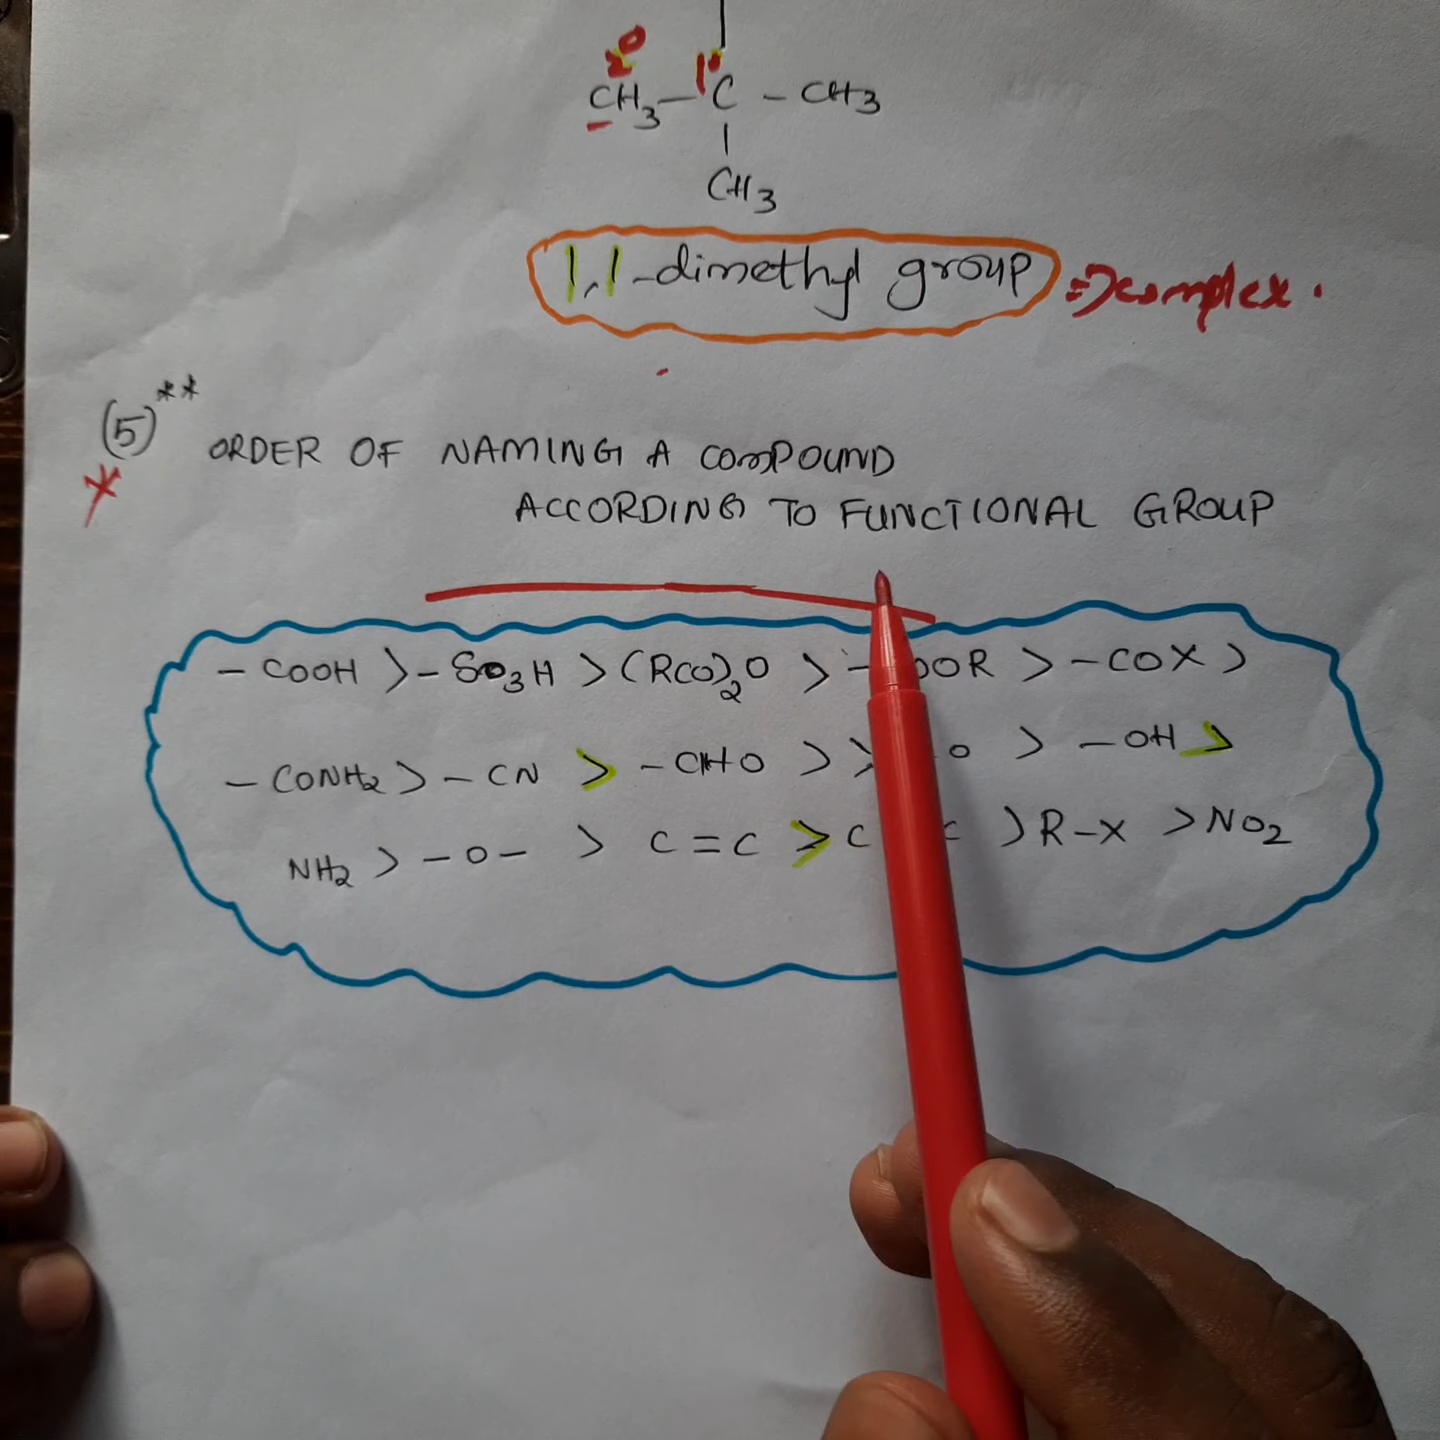 2°
1°
CH3 – C – CH3
CH3
1,1-dimethyl group ⇒ complex.
(5)**
* ORDER OF NAMING A COMPOUND
ACCORDING TO FUNCTIONAL GROUP
- COOH > - SO3H > (RCO)2O > - OOR > - COX >
- CONH2 > - CN > - CHO > > O > - OH >
NH2 > - O - > C = C > C C > R-X > NO2